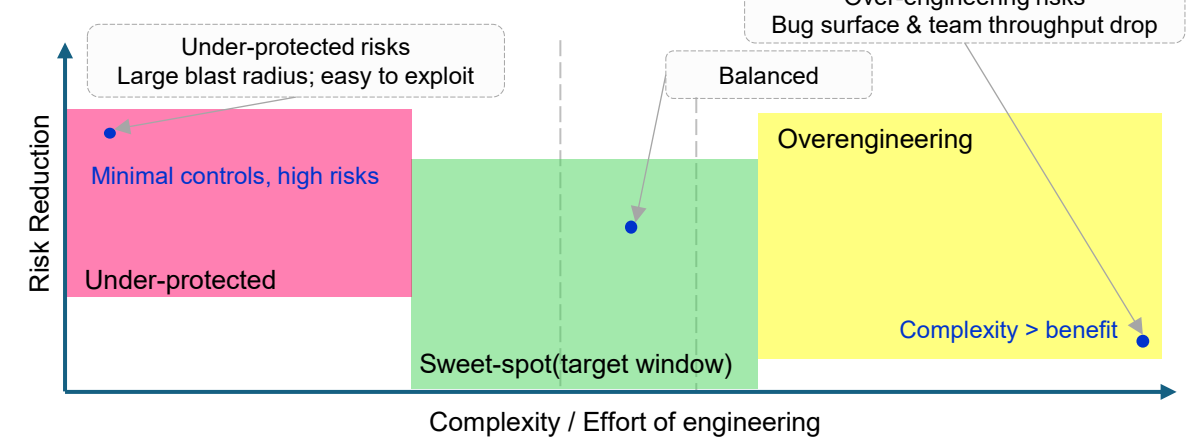 Over-engineering risks
Bug surface & team throughput drop
Under-protected risks
Large blast radius; easy to exploit
Balanced
Overengineering
Minimal controls, high risks
Under-protected
Complexity > benefit
Sweet-spot(target window)
Risk Reduction
Complexity / Effort of engineering